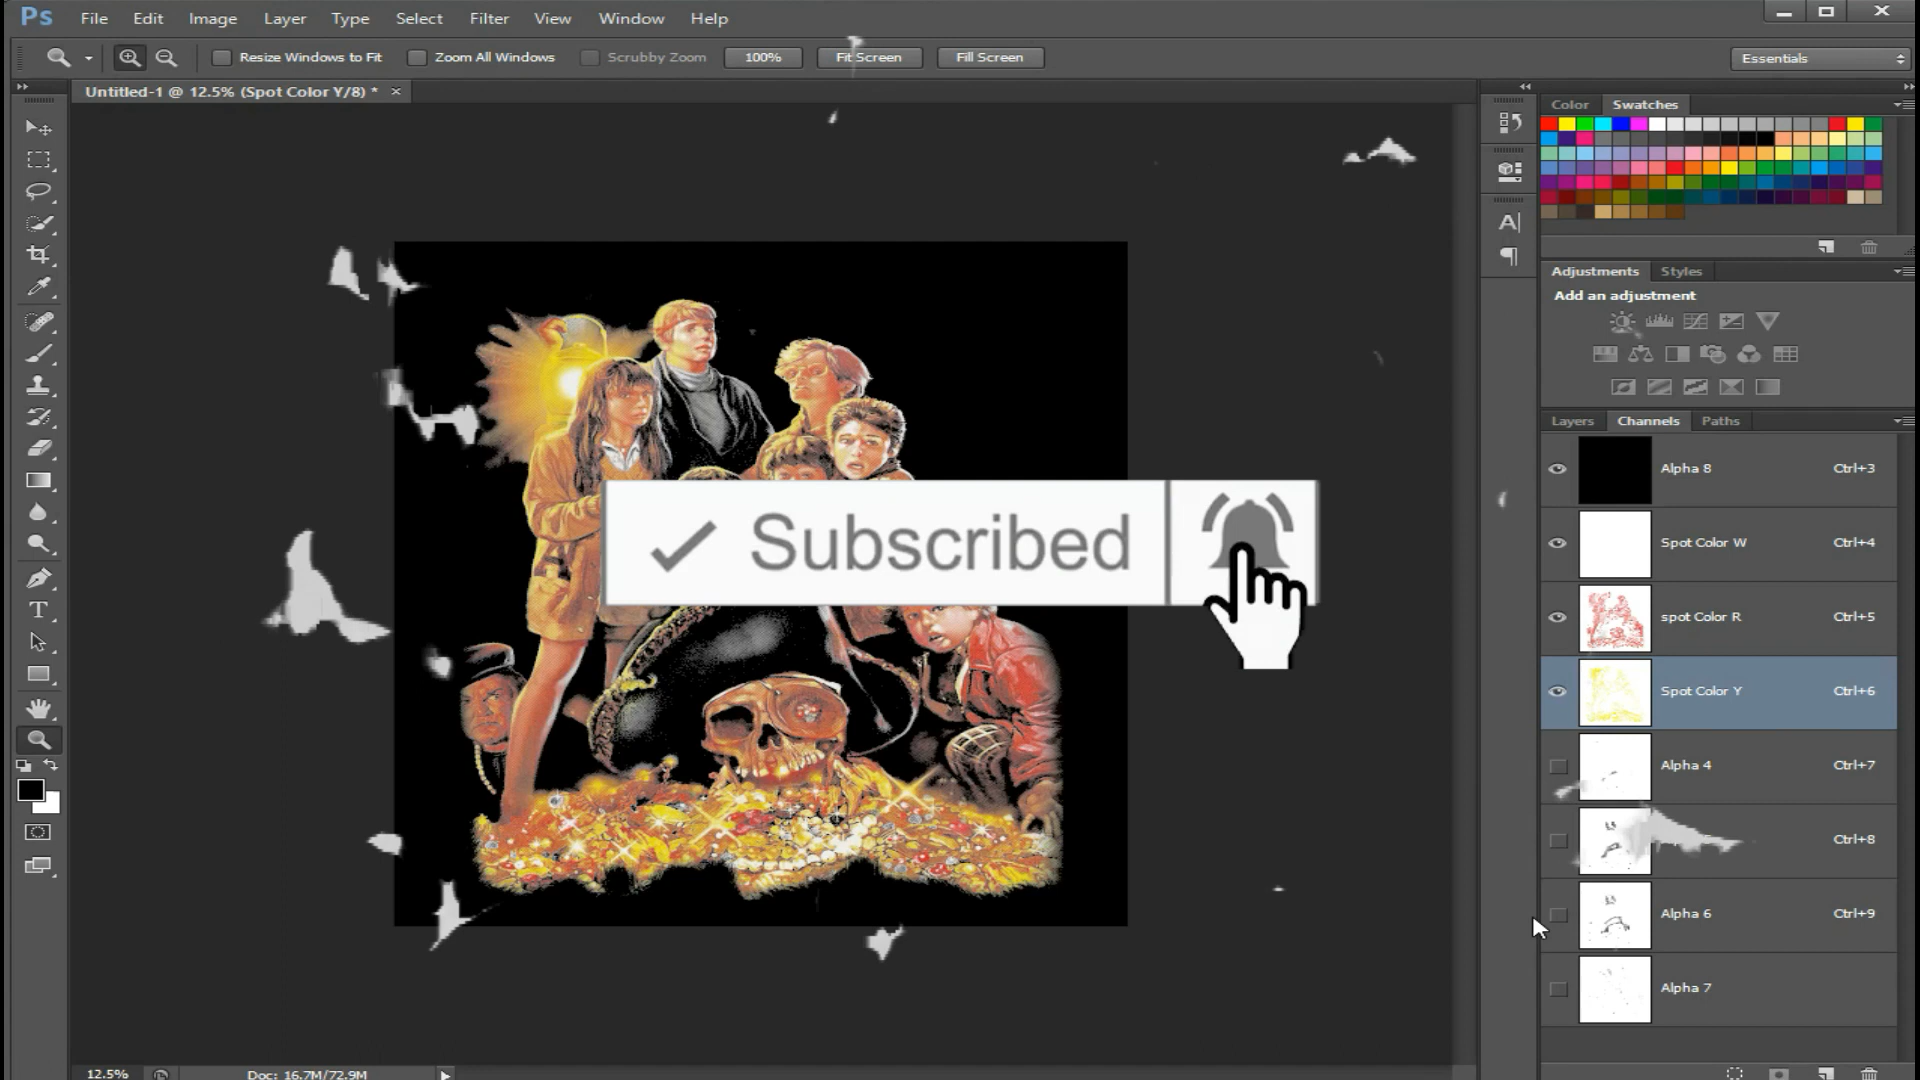 Ps File Edit Image Layer Type Select Filter View Window Help
Resize Windows to Fit Zoom All Windows Scrubby Zoom 100% Fit Screen Fill Screen Essentials
Untitled-1 @ 12.5% (Spot Color Y/8) * ×
Color Swatches
Adjustments Styles
Add an adjustment
Layers Channels Paths
Alpha 8 Ctrl+3
Spot Color W Ctrl+4
spot Color R Ctrl+5
Spot Color Y Ctrl+6
Alpha 4 Ctrl+7
Ctrl+8
Alpha 6 Ctrl+9
Alpha 7
Subscribed
12.5% Doc: 16.7M/72.9M